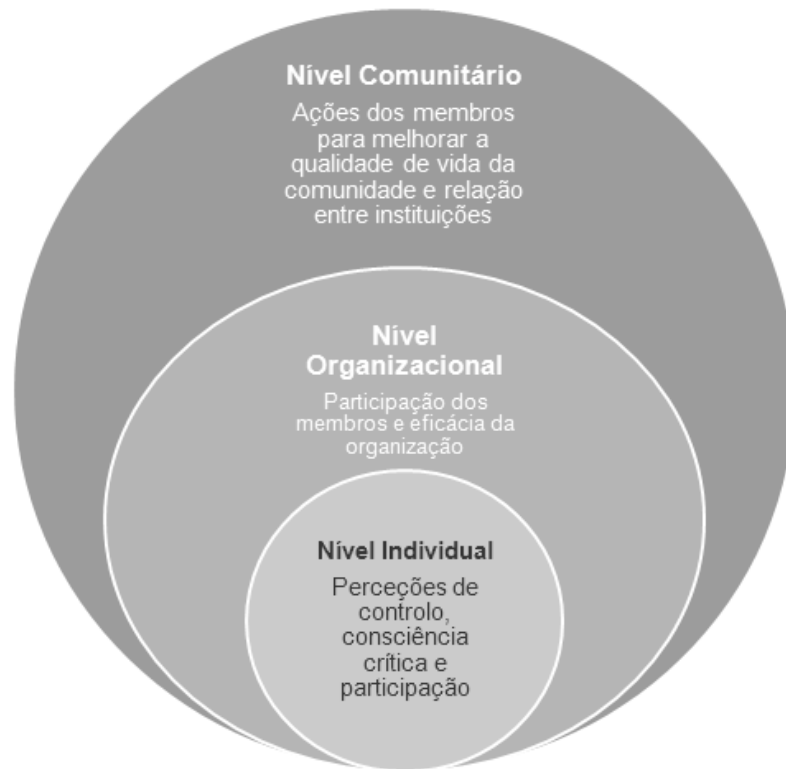 Nível Comunitário
Ações dos membros
para melhorar a
qualidade de vida da
comunidade e relação
entre instituições
Nível
Organizacional
Participação dos
membros e eficácia da
organização
Nível Individual
Perceções de
controlo,
consciência
crítica e
participação